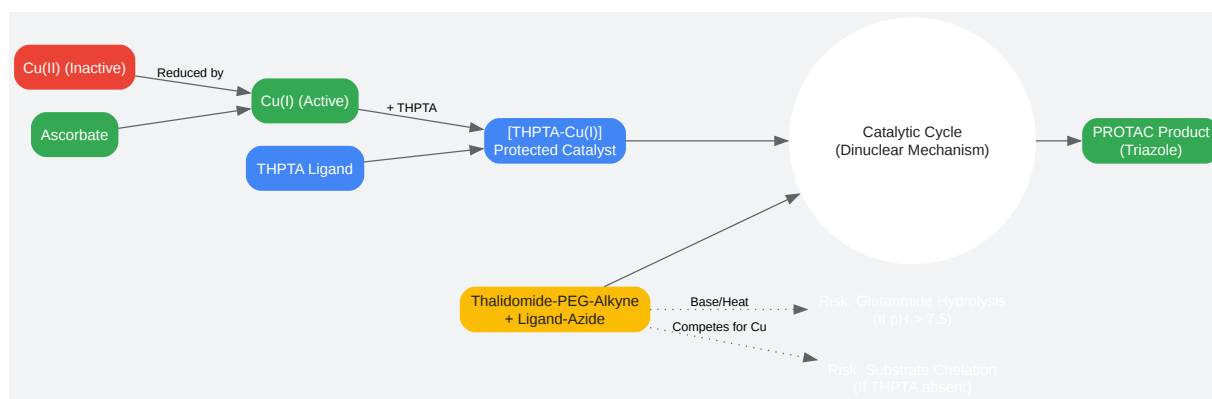 Cu(II) (Inactive)
Reduced by
Cu(I) (Active)
Ascorbate
+ THPTA
THPTA Ligand
[THPTA-Cu(I)]
Protected Catalyst
Catalytic Cycle
(Dinuclear Mechanism)
PROTAC Product
(Triazole)
Thalidomide-PEG-Alkyne
+ Ligand-Azide
Base/Heat
Competes for Cu
Risk: Glutarimide Hydrolysis
(If pH > 7.5)
Risk: Substrate Chelation
(If THPTA absent)